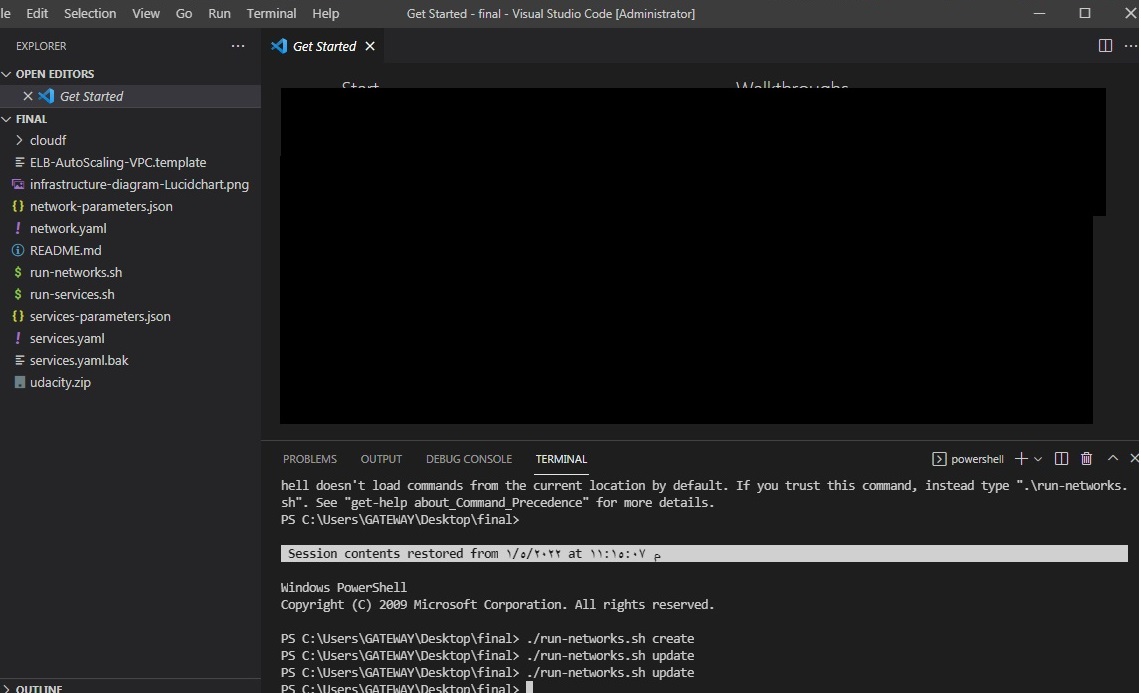 le Edit Selection View Go Run Terminal Help Get Started - final - Visual Studio Code [Administrator]
EXPLORER
OPEN EDITORS
Get Started
FINAL
cloudf
ELB-AutoScaling-VPC.template
infrastructure-diagram-Lucidchart.png
network-parameters.json
network.yaml
README.md
run-networks.sh
run-services.sh
services-parameters.json
services.yaml
services.yaml.bak
udacity.zip
OUTLINE
Get Started
Start Walkthroughs
PROBLEMS OUTPUT DEBUG CONSOLE TERMINAL powershell
hell doesn't load commands from the current location by default. If you trust this command, instead type ".\run-networks.
sh". See "get-help about_Command_Precedence" for more details.
PS C:\Users\GATEWAY\Desktop\final>
Session contents restored from ١/٥/٢٠٢٢ at ١١:١٥:٠٧ م
Windows PowerShell
Copyright (C) 2009 Microsoft Corporation. All rights reserved.
PS C:\Users\GATEWAY\Desktop\final> ./run-networks.sh create
PS C:\Users\GATEWAY\Desktop\final> ./run-networks.sh update
PS C:\Users\GATEWAY\Desktop\final> ./run-networks.sh update
PS C:\Users\GATEWAY\Desktop\final>